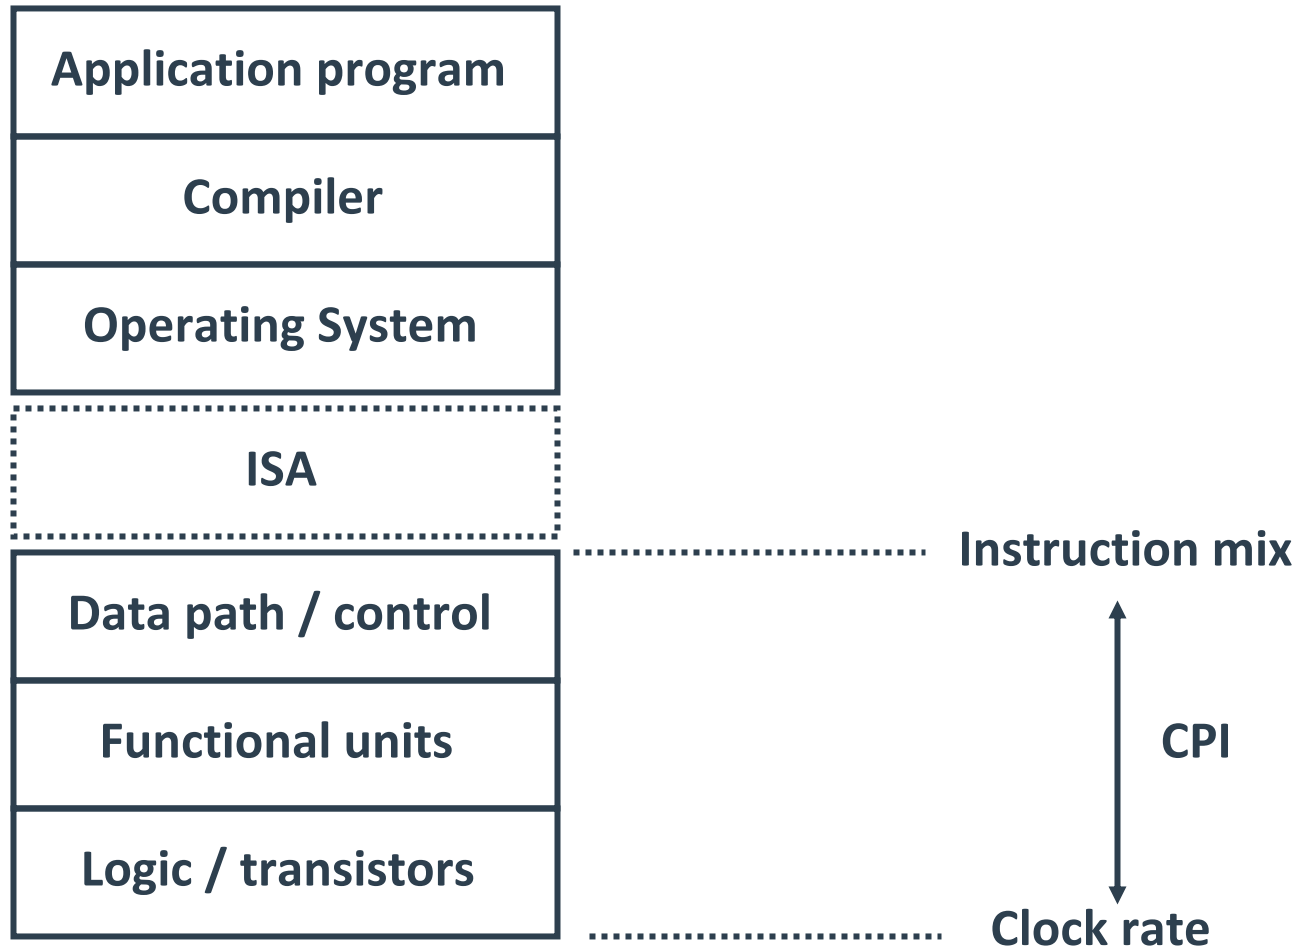 Application program
Compiler
Operating System
ISA
Data path / control
Functional units
Logic / transistors
Instruction mix
CPI
Clock rate